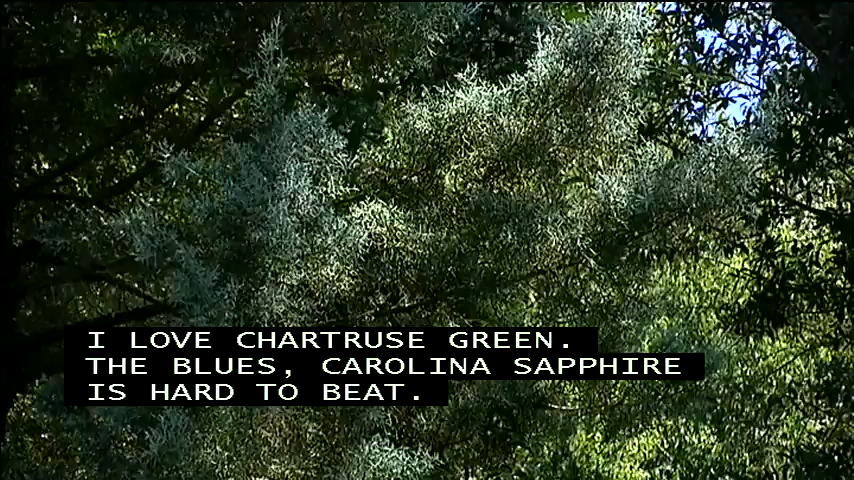 I LOVE CHARTRUSE GREEN.
THE BLUES, CAROLINA SAPPHIRE
IS HARD TO BEAT.